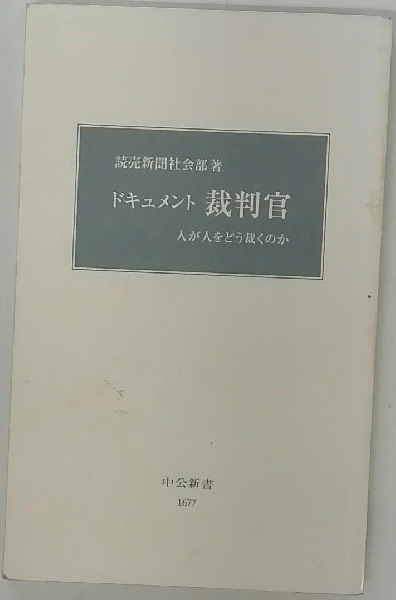 読売新聞社会部著
ドキュメント 裁判官
人が人をどう裁くのか
中公新書
1677